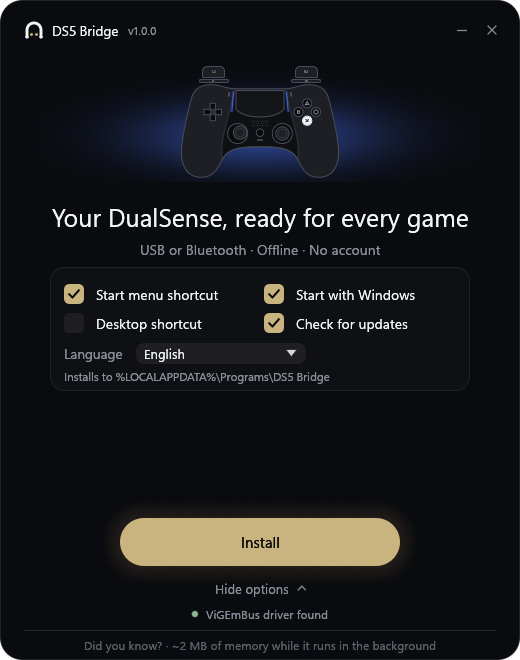 DS5 Bridge v1.0.0
Your DualSense, ready for every game
USB or Bluetooth · Offline · No account
Start menu shortcut
Start with Windows
Desktop shortcut
Check for updates
Language English
Installs to %LOCALAPPDATA%\Programs\DS5 Bridge
Install
Hide options
ViGEmBus driver found
Did you know? · ~2 MB of memory while it runs in the background